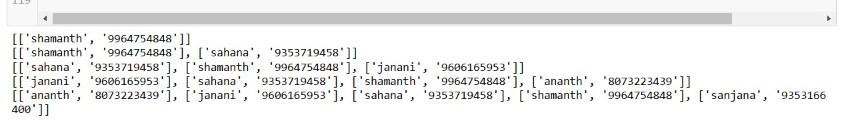 119
[['shamanth', '9964754848']]
[['shamanth', '9964754848'], ['sahana', '9353719458']]
[['sahana', '9353719458'], ['shamanth', '9964754848'], ['janani', '9606165953']]
[['janani', '9606165953'], ['sahana', '9353719458'], ['shamanth', '9964754848'], ['ananth', '8073223439']]
[['ananth', '8073223439'], ['janani', '9606165953'], ['sahana', '9353719458'], ['shamanth', '9964754848'], ['sanjana', '9353166
400']]